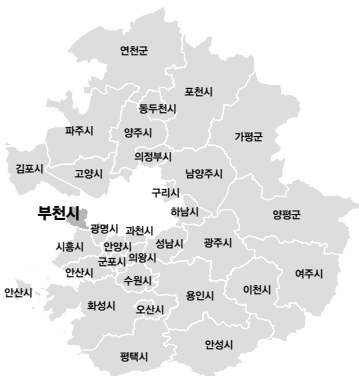 연천군
포천시
동두천시
파주시
양주시
가평군
의정부시
김포시
고양시
남양주시
구리시
부천시
하남시
양평군
광명시
과천시
시흥시
안양시
성남시
광주시
군포시
의왕시
안산시
수원시
여주시
안산시
화성시
오산시
용인시
이천시
평택시
안성시